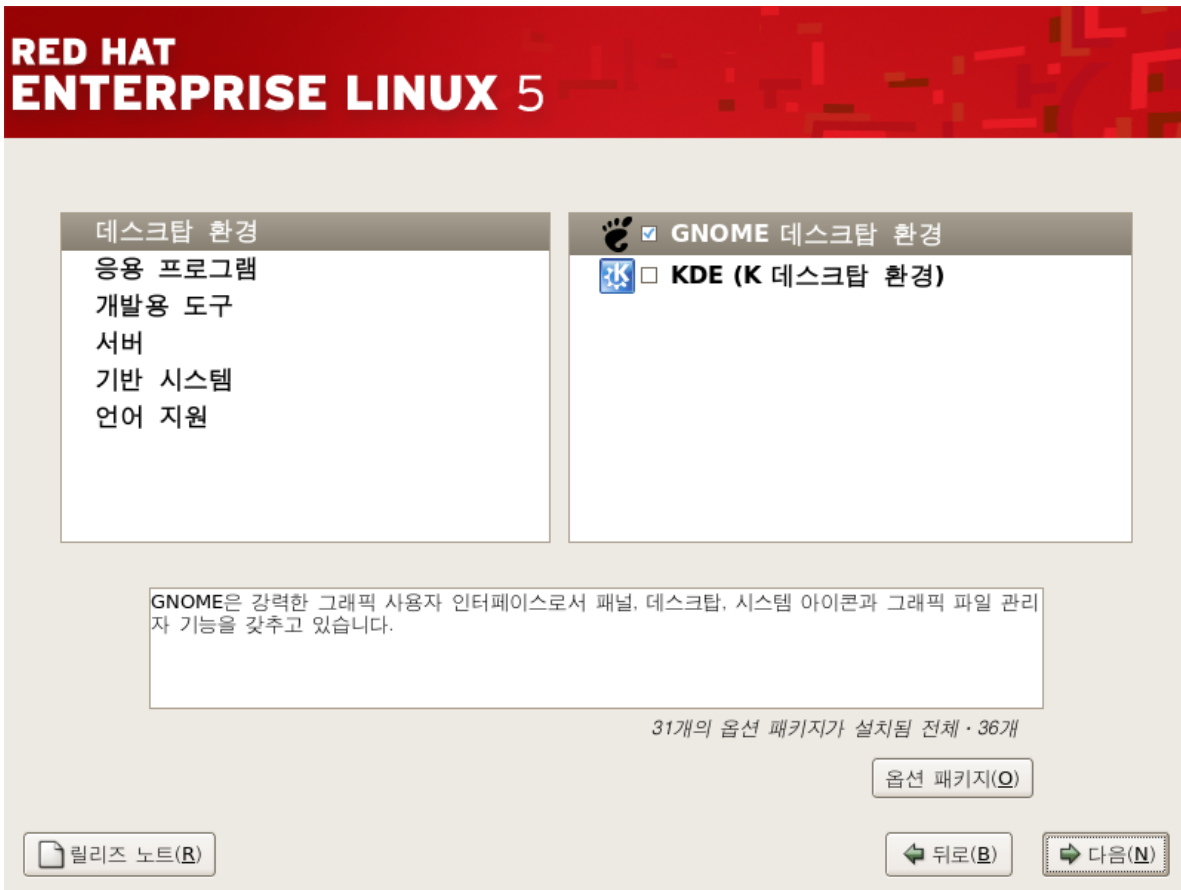 RED HAT
ENTERPRISE LINUX 5
데스크탑 환경
응용 프로그램
개발용 도구
서버
기반 시스템
언어 지원
GNOME 데스크탑 환경
KDE (K 데스크탑 환경)
GNOME은 강력한 그래픽 사용자 인터페이스로서 패널, 데스크탑, 시스템 아이콘과 그래픽 파일 관리
자 기능을 갖추고 있습니다.
31개의 옵션 패키지가 설치됨 전체 · 36개
옵션 패키지(O)
릴리즈 노트(R)
뒤로(B)
다음(N)